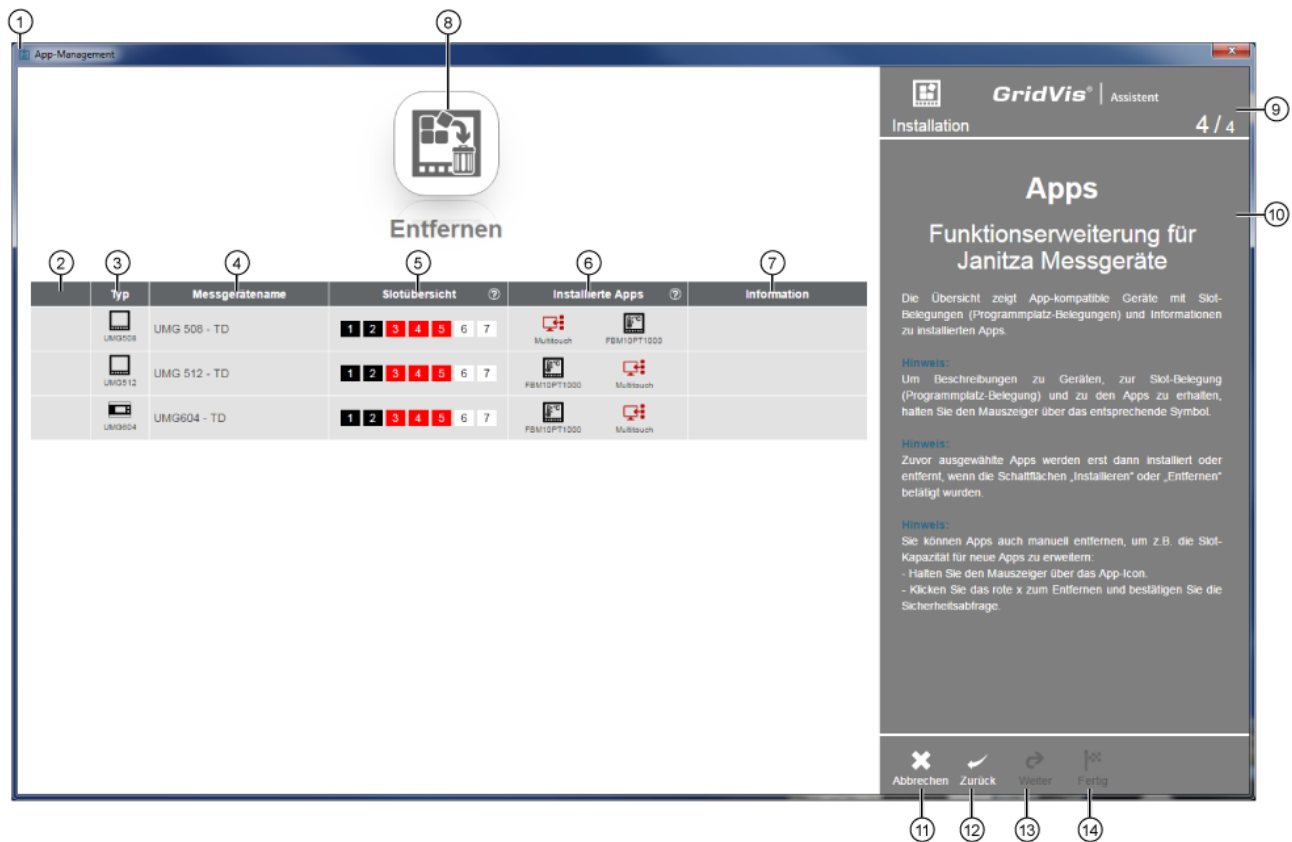 1
8
App-Management
GridVis® | Assistent
Installation
4 / 4
9
Entfernen
Apps
Funktionserweiterung für
Janitza Messgeräte
10
2
3
4
5
6
7
Typ
Messgerätename
Slotübersicht ?
Installierte Apps ?
Information
UMG508
UMG 508 - TD
1 2 3 4 5 6 7
Multitouch
FBM10PT1000
UMG512
UMG 512 - TD
1 2 3 4 5 6 7
FBM10PT1000
Multitouch
UMG604
UMG604 - TD
1 2 3 4 5 6 7
FBM10PT1000
Multitouch
Die Übersicht zeigt App-kompatible Geräte mit Slot-
Belegungen (Programmplatz-Belegungen) und Informationen
zu installierten Apps.
Hinweis:
Um Beschreibungen zu Geräten, zur Slot-Belegung
(Programmplatz-Belegung) und zu den Apps zu erhalten,
halten Sie den Mauszeiger über das entsprechende Symbol.
Hinweis:
Zuvor ausgewählte Apps werden erst dann installiert oder
entfernt, wenn die Schaltflächen „Installieren" oder „Entfernen"
betätigt wurden.
Hinweis:
Sie können Apps auch manuell entfernen, um z.B. die Slot-
Kapazität für neue Apps zu erweitern:
- Halten Sie den Mauszeiger über das App-Icon.
- Klicken Sie das rote x zum Entfernen und bestätigen Sie die
Sicherheitsabfrage.
Abbrechen
Zurück
Weiter
Fertig
11
12
13
14